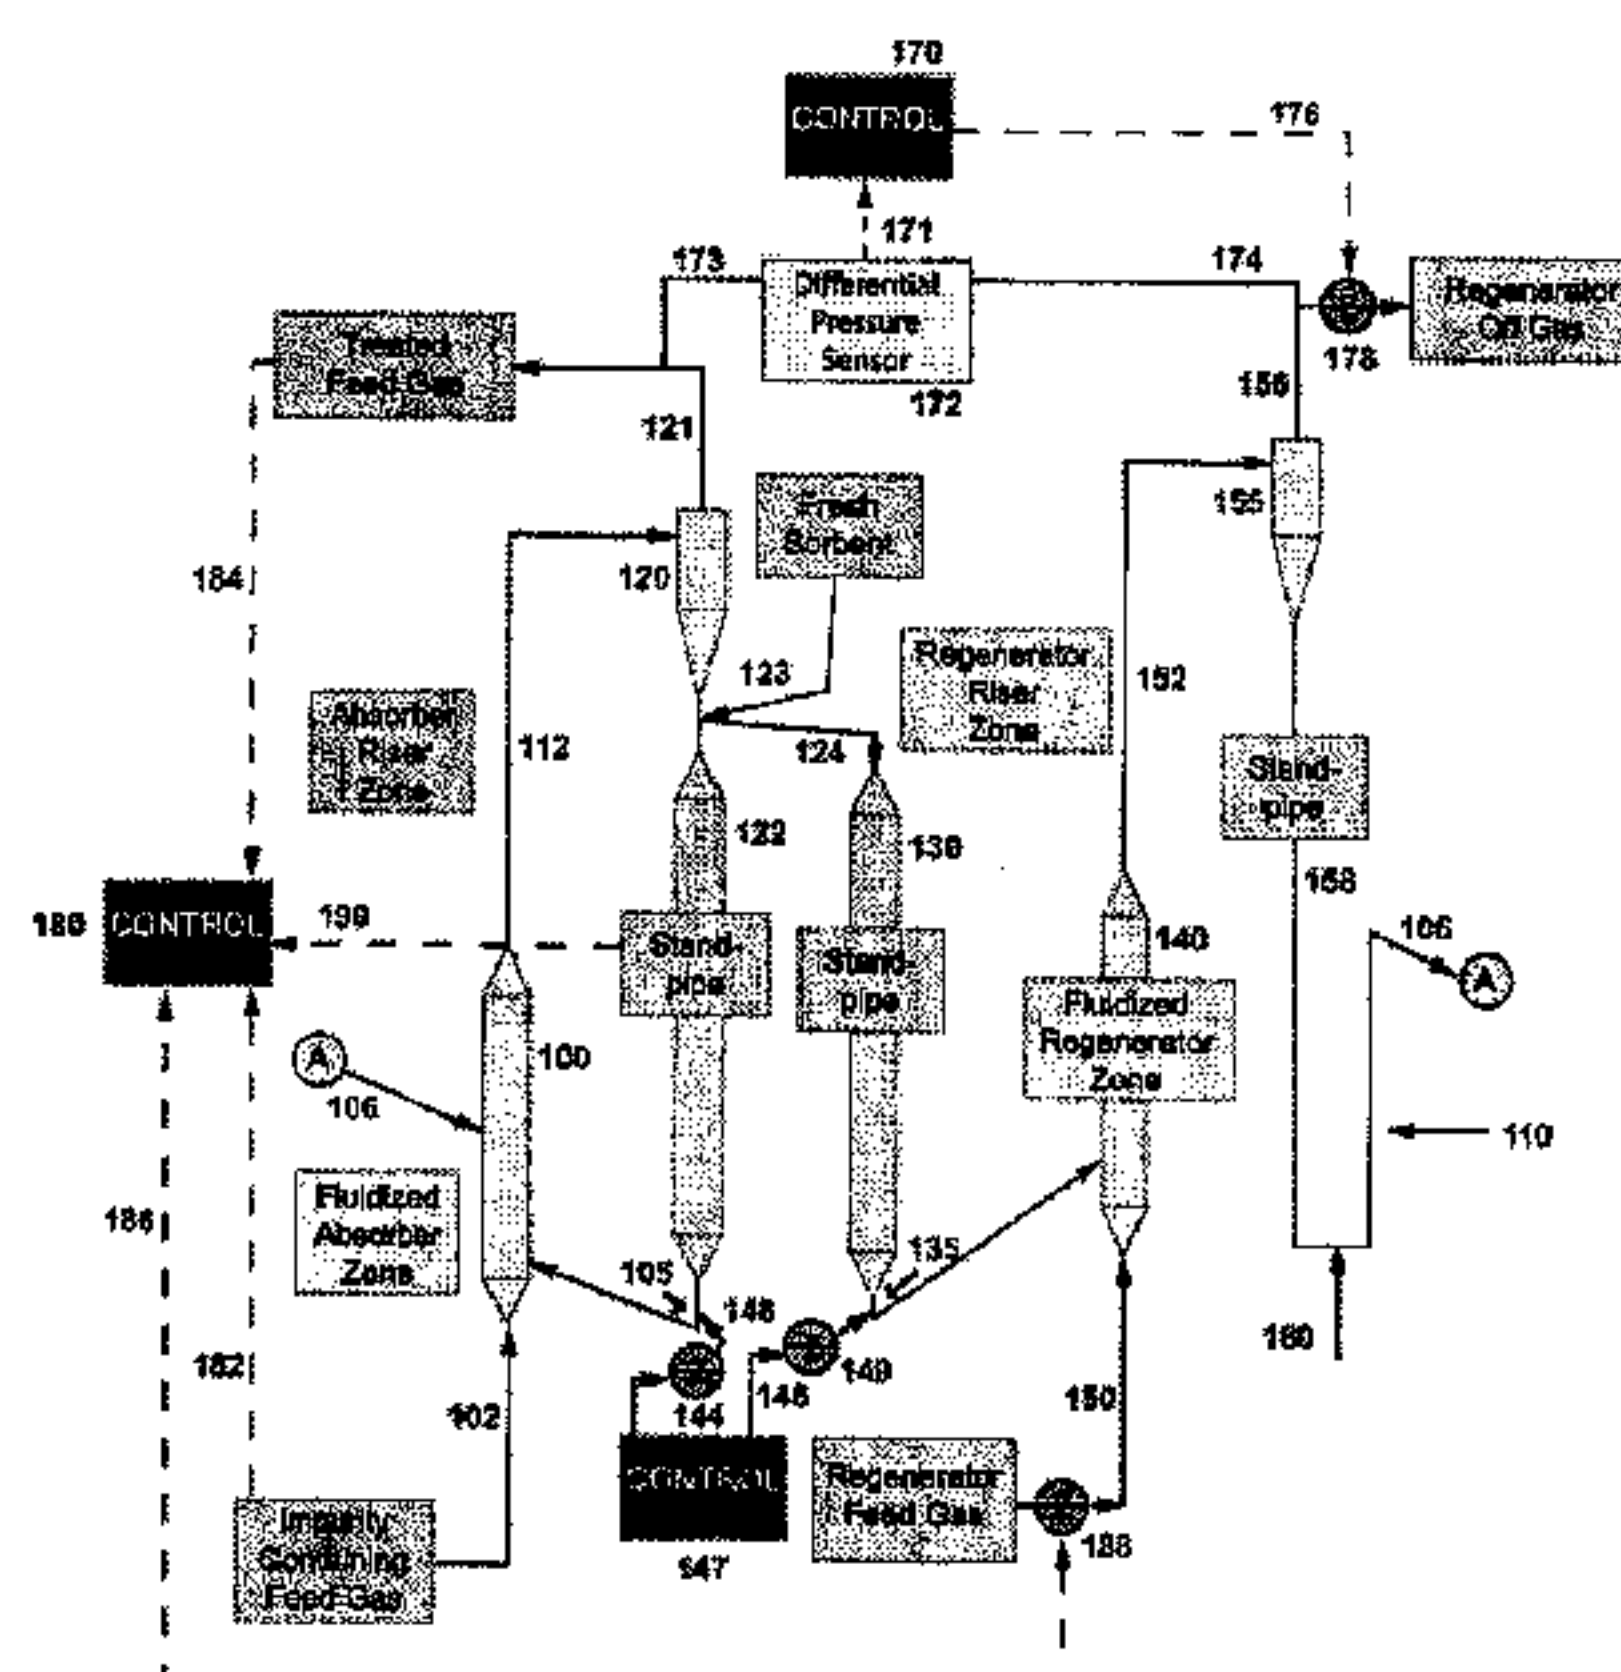 170
CONTROL
176
171
173
174
Differential
Pressure
Sensor
Regenerator
Off Gas
178
172
Treated
Feed Gas
156
121
Fresh
Sorbent
155
184
120
123
Regenerator
Riser
Zone
152
Absorber
Riser
Zone
112
124
Stand-
pipe
122
130
158
180
CONTROL
190
106
A
140
Stand-
pipe
Stand-
pipe
Fluidized
Regenerator
Zone
A
100
106
110
186
Fluidized
Absorber
Zone
105
135
148
160
182
102
144
146
149
150
CONTROL
147
Regenerator
Feed Gas
188
Impurity
Containing
Feed Gas